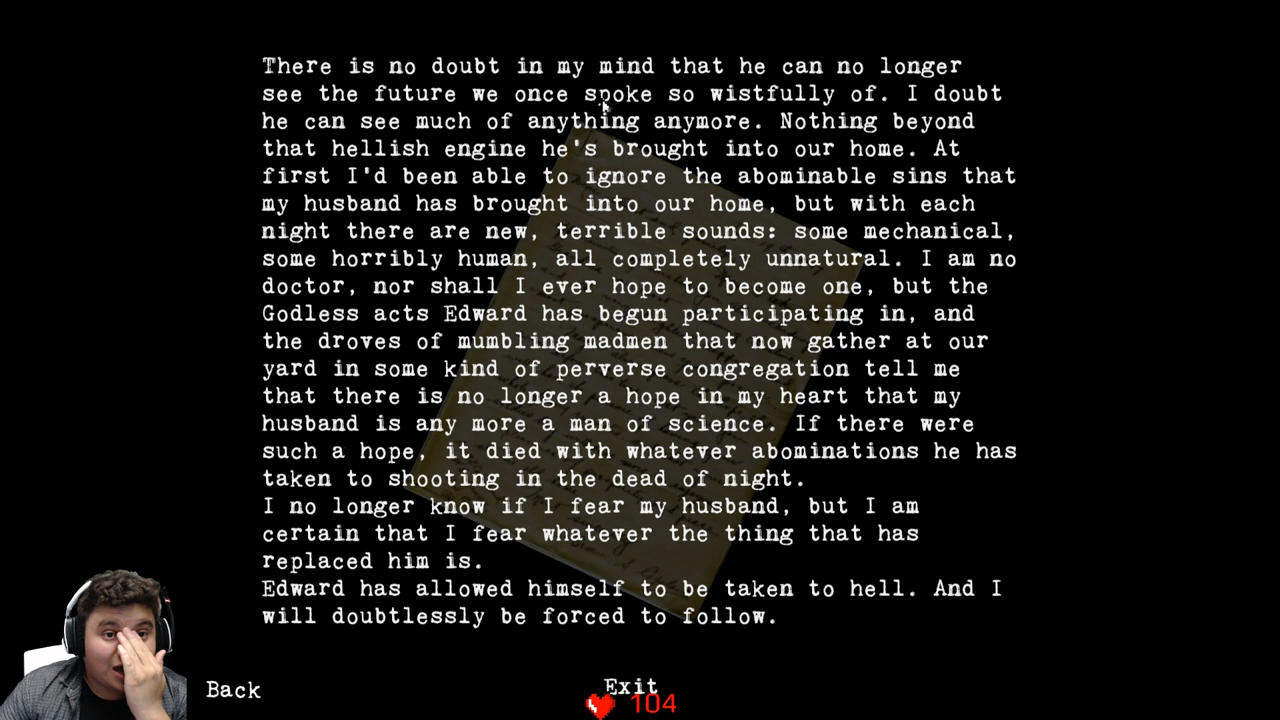 There is no doubt in my mind that he can no longer
see the future we once spoke so wistfully of. I doubt
he can see much of anything anymore. Nothing beyond
that hellish engine he's brought into our home. At
first I'd been able to ignore the abominable sins that
my husband has brought into our home, but with each
night there are new, terrible sounds: some mechanical,
some horribly human, all completely unnatural. I am no
doctor, nor shall I ever hope to become one, but the
Godless acts Edward has begun participating in, and
the droves of mumbling madmen that now gather at our
yard in some kind of perverse congregation tell me
that there is no longer a hope in my heart that my
husband is any more a man of science. If there were
such a hope, it died with whatever abominations he has
taken to shooting in the dead of night.
I no longer know if I fear my husband, but I am
certain that I fear whatever the thing that has
replaced him is.
Edward has allowed himself to be taken to hell. And I
will doubtlessly be forced to follow.
Back
Exit
104